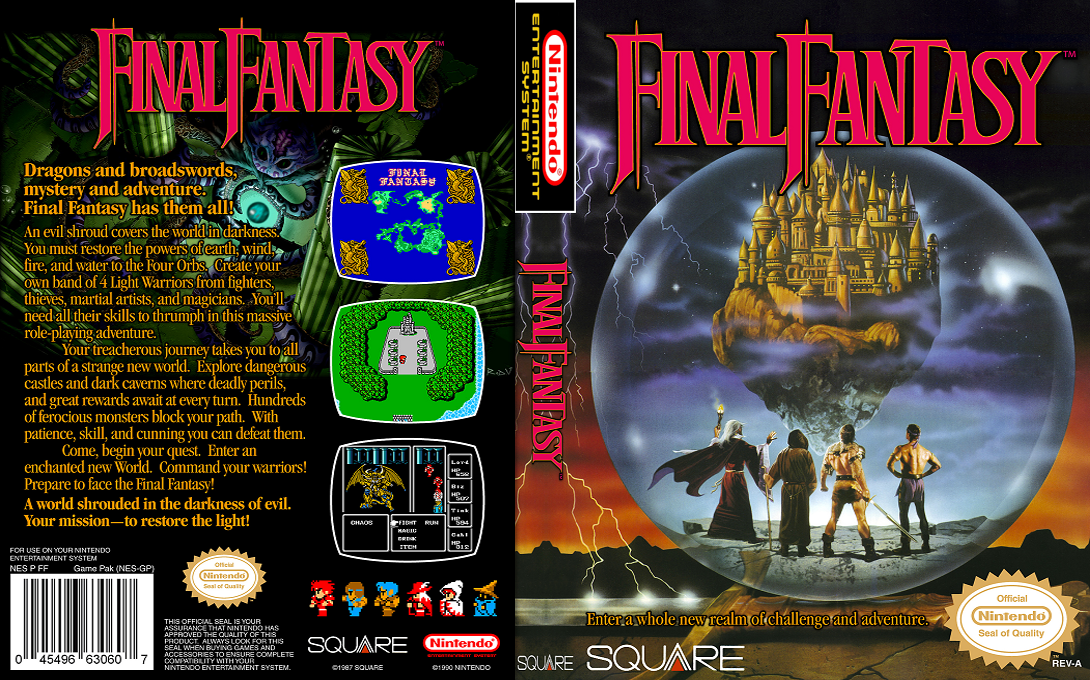 FINAL FANTASY™
Dragons and broadswords,
mystery and adventure.
Final Fantasy has them all!
An evil shroud covers the world in darkness.
You must restore the powers of earth, wind,
fire, and water to the Four Orbs. Create your
own band of 4 Light Warriors from fighters,
thieves, martial artists, and magicians. You'll
need all their skills to thrumph in this massive
role-playing adventure.
Your treacherous journey takes you to all
parts of a strange new world. Explore dangerous
castles and dark caverns where deadly perils,
and great rewards await at every turn. Hundreds
of ferocious monsters block your path. With
patience, skill, and cunning you can defeat them.
Come, begin your quest. Enter an
enchanted new World. Command your warriors!
Prepare to face the Final Fantasy!
A world shrouded in the darkness of evil.
Your mission—to restore the light!
FINAL
FANTASY
CHAOS
FIGHT RUN
MAGIC
DRINK
ITEM
HP
HP
HP
594
HP
FOR USE ON YOUR NINTENDO
ENTERTAINMENT SYSTEM
NES P FF Game Pak (NES-GP)
0 45496 63060 7
Official
Nintendo
Seal of Quality
THIS OFFICIAL SEAL IS YOUR
ASSURANCE THAT NINTENDO HAS
APPROVED THE QUALITY OF THIS
PRODUCT. ALWAYS LOOK FOR THIS
SEAL WHEN BUYING GAMES AND
ACCESSORIES TO ENSURE COMPLETE
COMPATIBILITY WITH YOUR
NINTENDO ENTERTAINMENT SYSTEM.
SQUARE
©1987 SQUARE
Nintendo
ENTERTAINMENT SYSTEM
©1990 NINTENDO
Nintendo®
ENTERTAINMENT
SYSTEM®
FINAL FANTASY
SQUARE
FINAL FANTASY™
Enter a whole new realm of challenge and adventure.
SQUARE
Official
Nintendo
Seal of Quality
™
REV-A